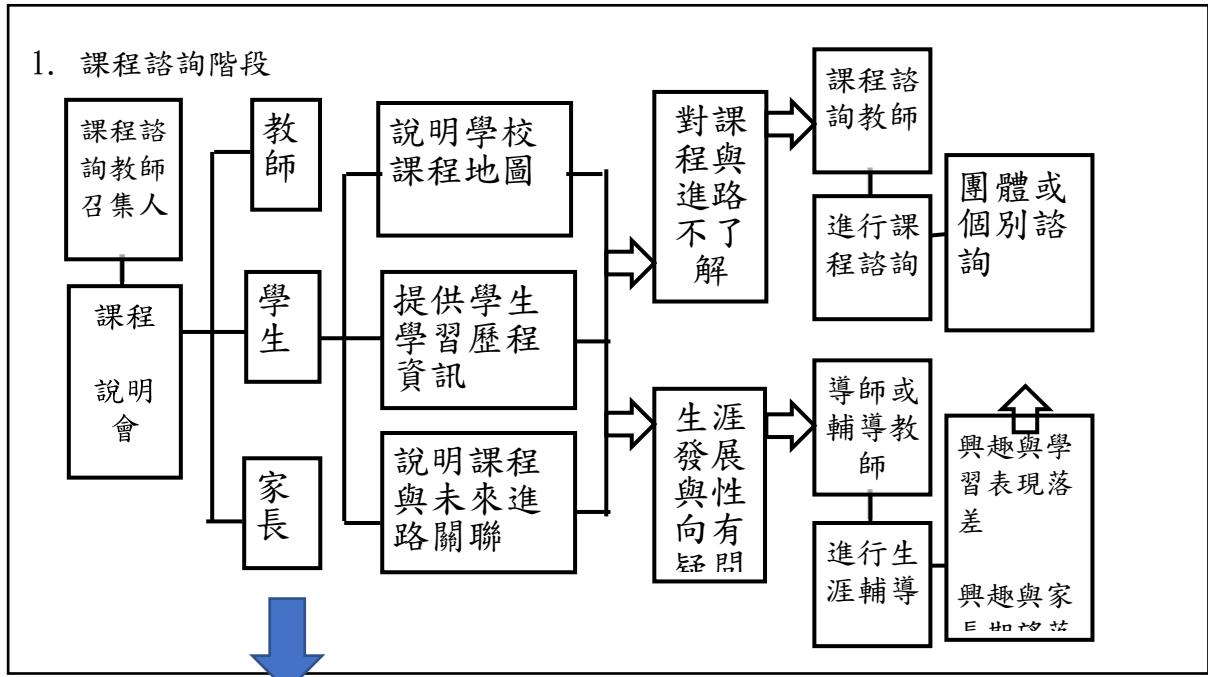 1. 課程諮詢階段
課程諮
詢教師
召集人
課程
說明
會
教
師
學
生
家
長
說明學校
課程地圖
提供學生
學習歷程
資訊
說明課程
與未來進
路關聯
對課
程與
進路
不了
解
課程諮
詢教師
進行課
程諮詢
團體或
個別諮
詢
生涯
發展
與性
向有
疑問
導師或
輔導教
師
進行生
涯輔導
興趣與學
習表現落
差
興趣與家